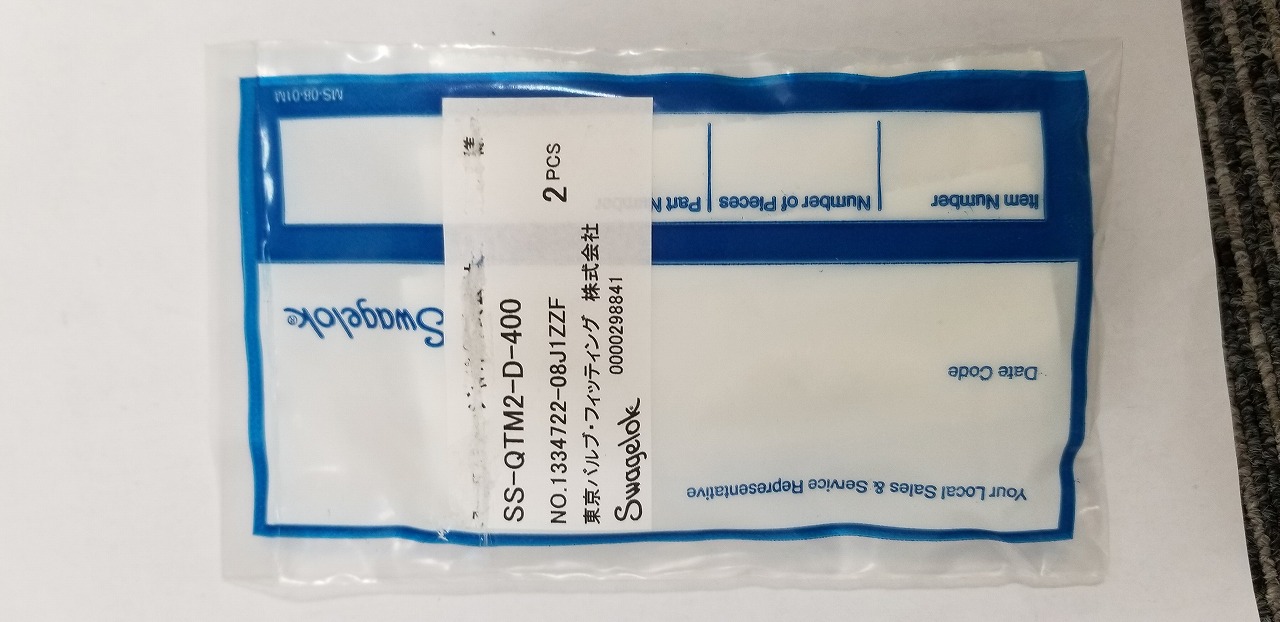 様
SS-QTM2-D-400
NO.1334722-08J1ZZF
2 PCS
東京バルブ・フィッティング 株式会社
Swagelok 0000298841
MS-08-01M
Item Number
Number of Pieces
Part Number
Swagelok®
Date Code
Your Local Sales & Service Representative